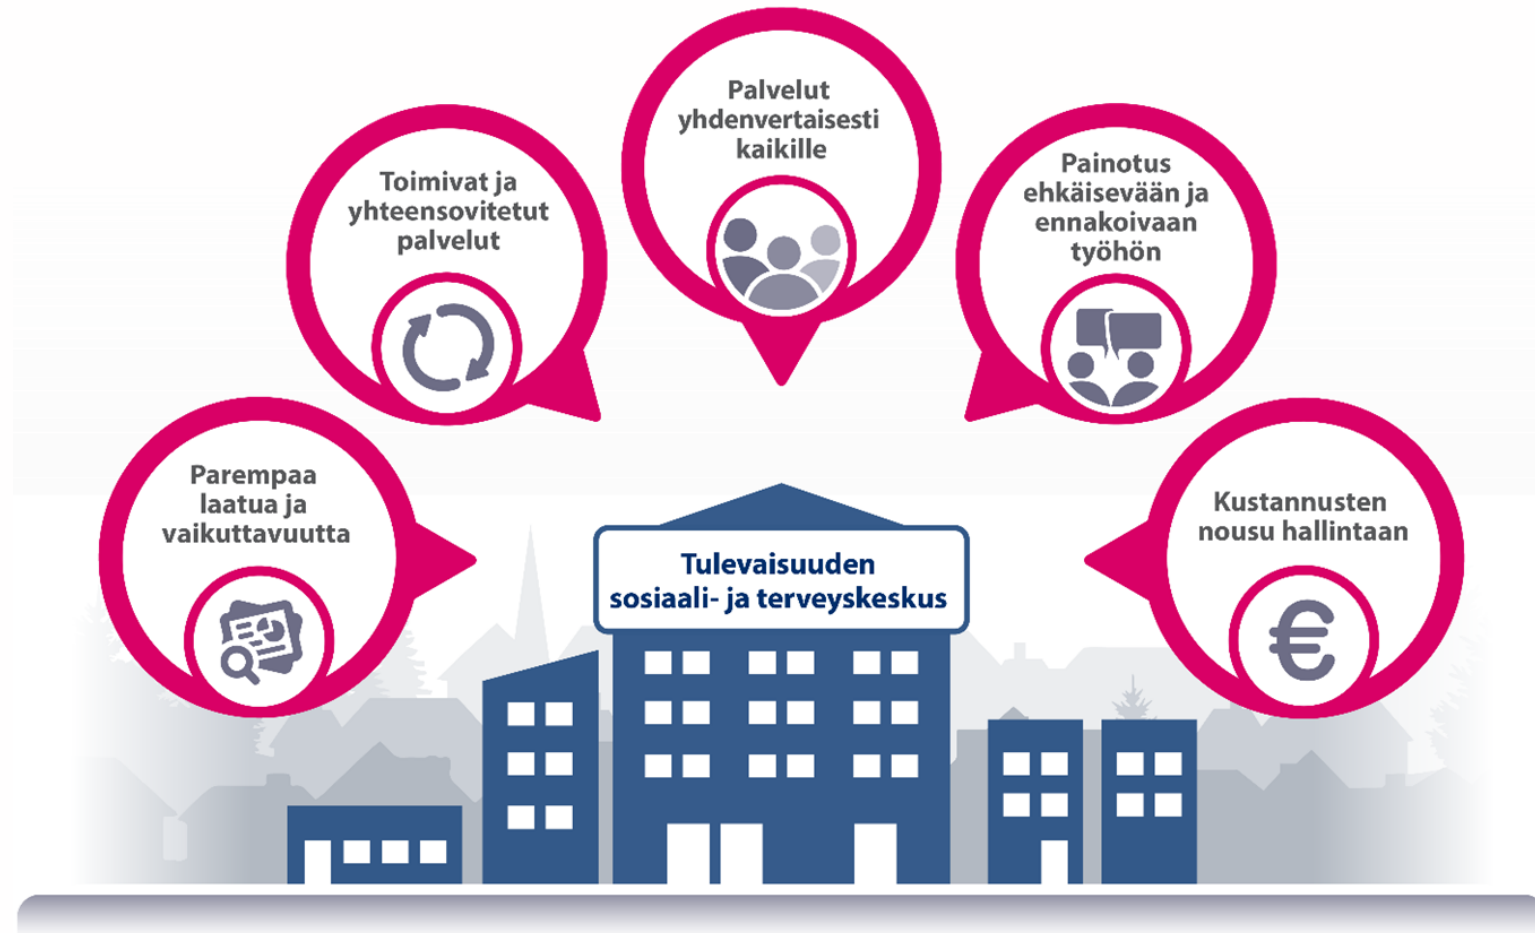 Palvelut
yhdenvertaisesti
kaikille
Toimivat ja
yhteensovitetut
palvelut
Painotus
ehkäisevään ja
ennakoivaan
työhön
Parempaa
laatua ja
vaikuttavuutta
Kustannusten
nousu hallintaan
€
Tulevaisuuden
sosiaali- ja terveyskeskus